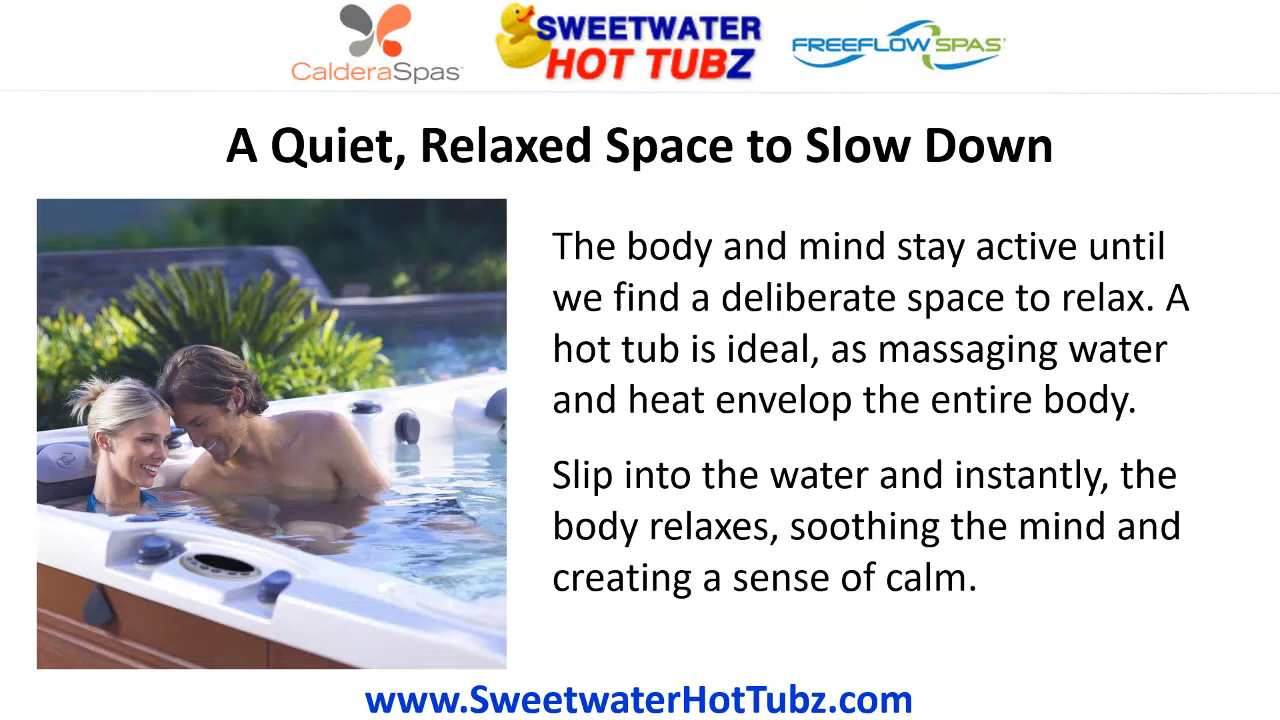 CalderaSpas
SWEETWATER
HOT TUBZ
FREEFLOW SPAS
A Quiet, Relaxed Space to Slow Down
The body and mind stay active until
we find a deliberate space to relax. A
hot tub is ideal, as massaging water
and heat envelop the entire body.
Slip into the water and instantly, the
body relaxes, soothing the mind and
creating a sense of calm.
www.SweetwaterHotTubz.com